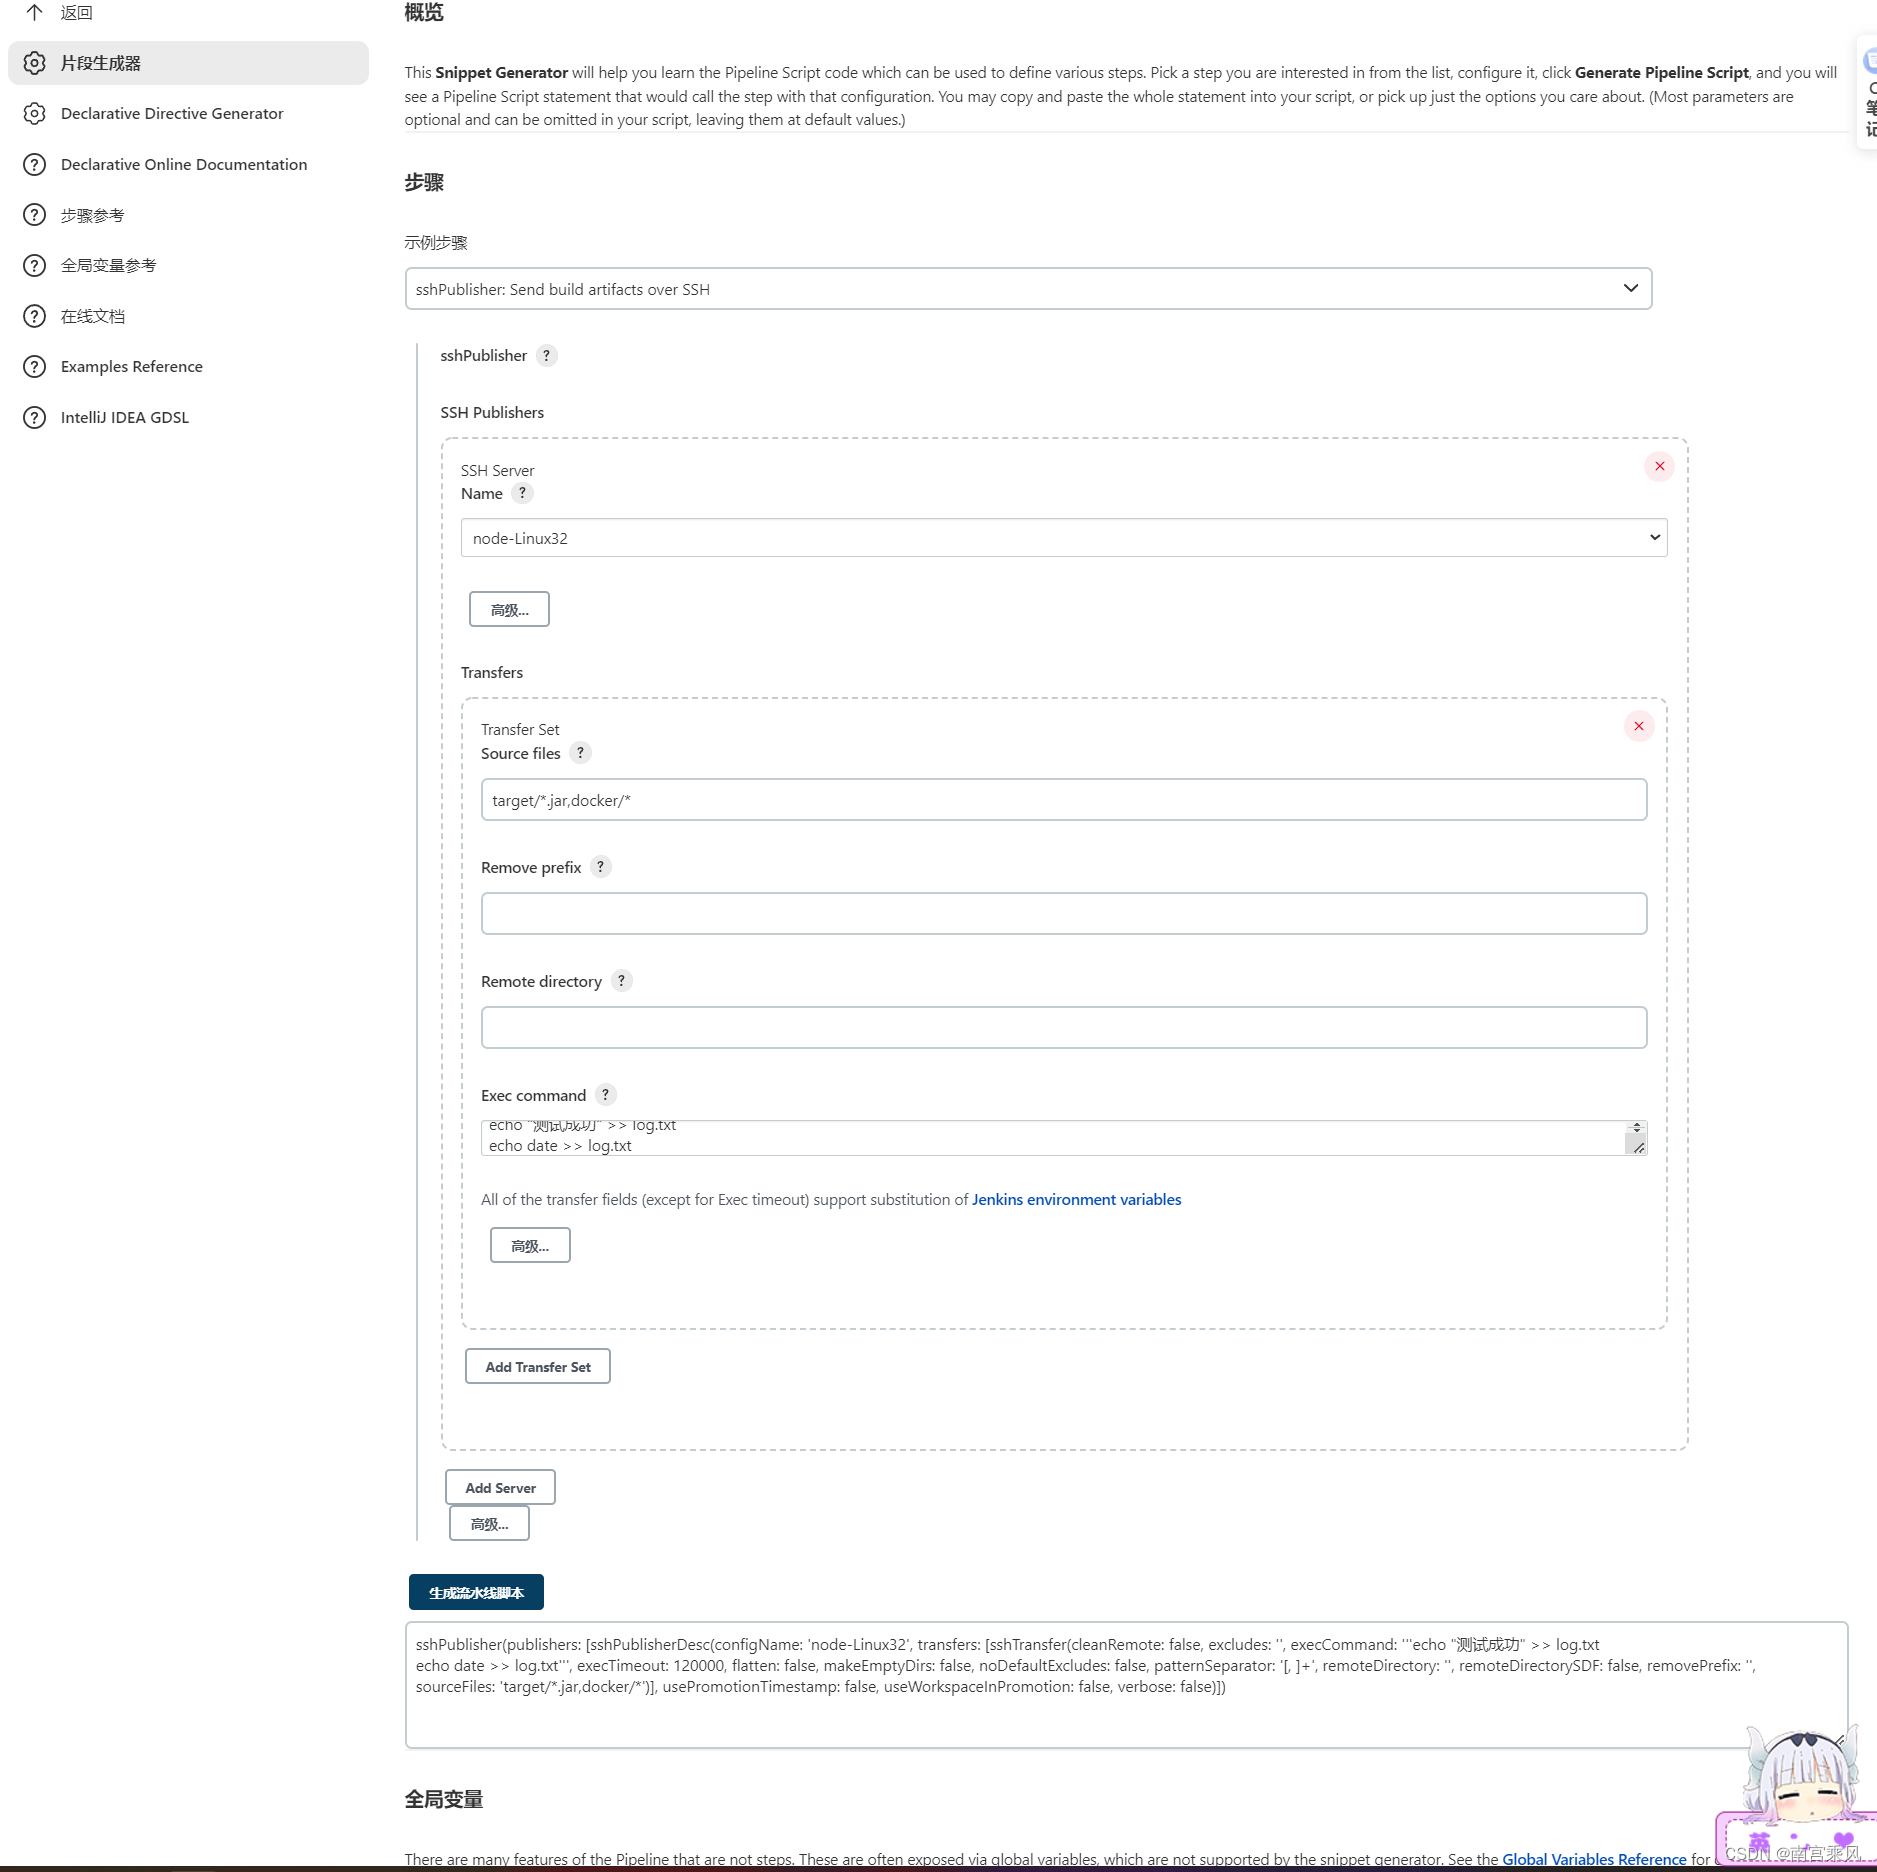 返回
片段生成器
Declarative Directive Generator
Declarative Online Documentation
步骤参考
全局变量参考
在线文档
Examples Reference
IntelliJ IDEA GDSL
概览
This Snippet Generator will help you learn the Pipeline Script code which can be used to define various steps. Pick a step you are interested in from the list, configure it, click Generate Pipeline Script, and you will
see a Pipeline Script statement that would call the step with that configuration. You may copy and paste the whole statement into your script, or pick up just the options you care about. (Most parameters are
optional and can be omitted in your script, leaving them at default values.)
步骤
示例步骤
sshPublisher: Send build artifacts over SSH
sshPublisher ?
SSH Publishers
SSH Server
Name ?
node-Linux32
高级...
Transfers
Transfer Set
Source files ?
target/*.jar,docker/*
Remove prefix ?
Remote directory ?
Exec command ?
echo "测试成功" >> log.txt
echo date >> log.txt
All of the transfer fields (except for Exec timeout) support substitution of Jenkins environment variables
高级...
Add Transfer Set
Add Server
高级...
生成流水线脚本
sshPublisher(publishers: [sshPublisherDesc(configName: 'node-Linux32', transfers: [sshTransfer(cleanRemote: false, excludes: '', execCommand: '''echo "测试成功" >> log.txt
echo date >> log.txt''', execTimeout: 120000, flatten: false, makeEmptyDirs: false, noDefaultExcludes: false, patternSeparator: '[, ]+', remoteDirectory: '', remoteDirectorySDF: false, removePrefix: '',
sourceFiles: 'target/*.jar,docker/*')], usePromotionTimestamp: false, useWorkspaceInPromotion: false, verbose: false)])
全局变量
There are many features of the Pipeline that are not steps. These are often exposed via global variables, which are not supported by the snippet generator. See the Global Variables Reference for
笔
记
英
CSDN @南宫乘风